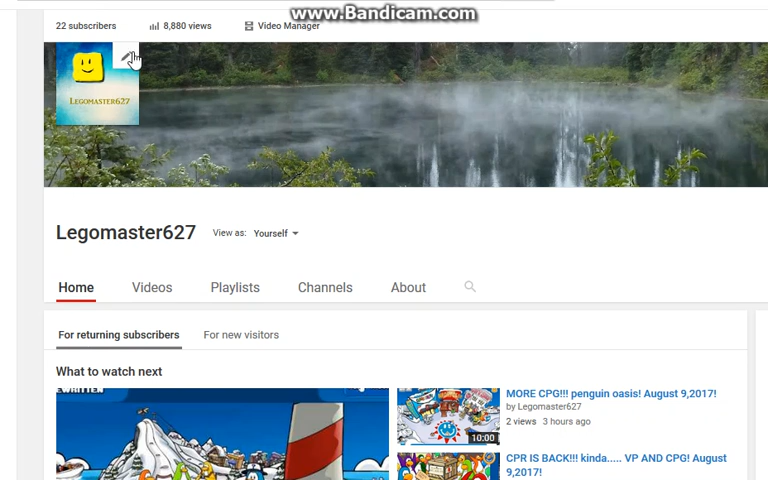 www.Bandicam.com
22 subscribers 8,880 views Video Manager
LEGOMASTER627
Legomaster627 View as: Yourself
Home Videos Playlists Channels About
For returning subscribers For new visitors
What to watch next
MORE CPG!!! penguin oasis! August 9,2017!
by Legomaster627
2 views 3 hours ago
10:00
CPR IS BACK!!! kinda..... VP AND CPG! August
9,2017!